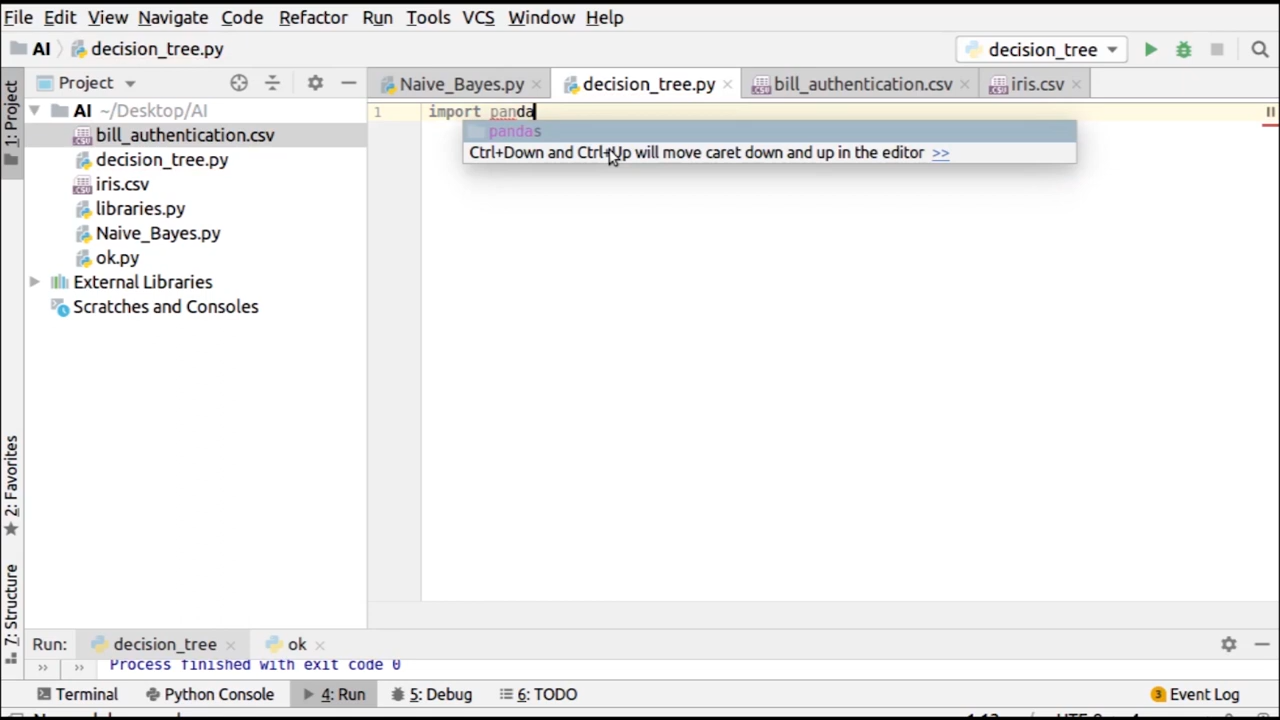 File Edit View Navigate Code Refactor Run Tools VCS Window Help
AI decision_tree.py decision_tree
1: Project
Project
Naive_Bayes.py decision_tree.py bill_authentication.csv iris.csv
AI ~/Desktop/AI
bill_authentication.csv
decision_tree.py
iris.csv
libraries.py
Naive_Bayes.py
ok.py
External Libraries
Scratches and Consoles
1 import panda
pandas
Ctrl+Down and Ctrl+Up will move caret down and up in the editor >>
2: Favorites
7: Structure
Run: decision_tree ok
Process finished with exit code 0
Terminal Python Console 4: Run 5: Debug 6: TODO 3 Event Log